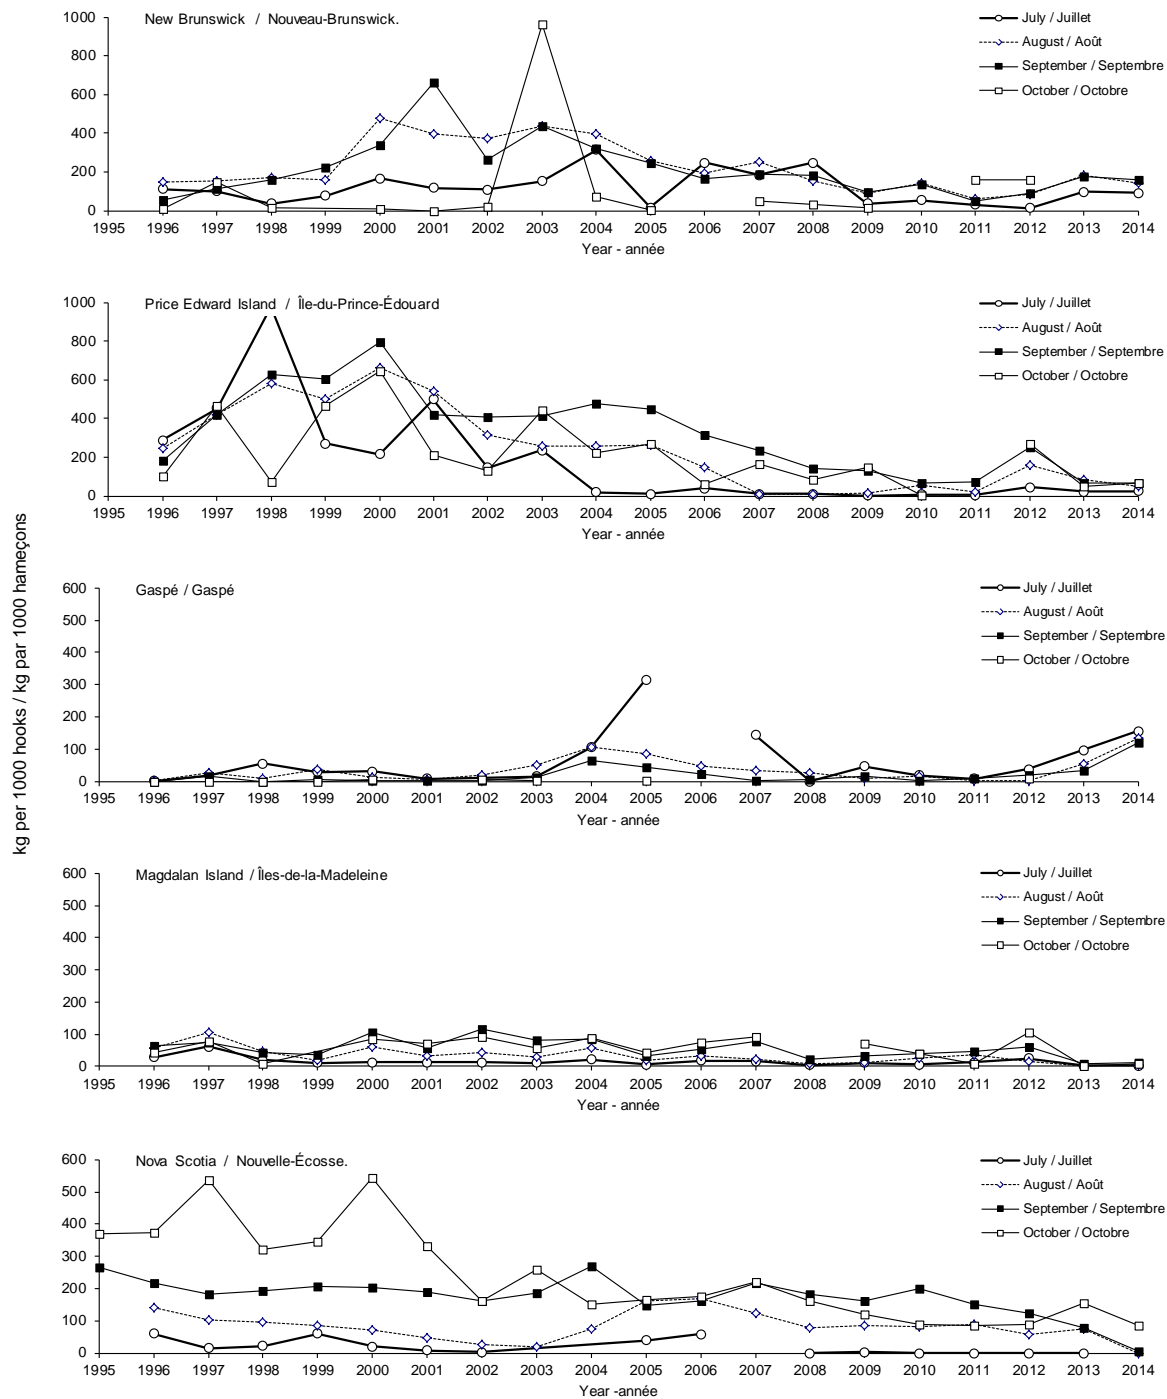 kg per 1000 hooks / kg par 1000 hameçons
New Brunswick / Nouveau-Brunswick.
July / Juillet
August / Août
September / Septembre
October / Octobre
1000
800
600
400
200
0
1995 1996 1997 1998 1999 2000 2001 2002 2003 2004 2005 2006 2007 2008 2009 2010 2011 2012 2013 2014
Year - année
Price Edward Island / Île-du-Prince-Édouard
July / Juillet
August / Août
September / Septembre
October / Octobre
1000
800
600
400
200
0
1995 1996 1997 1998 1999 2000 2001 2002 2003 2004 2005 2006 2007 2008 2009 2010 2011 2012 2013 2014
Year - année
Gaspé / Gaspé
July / Juillet
August / Août
September / Septembre
October / Octobre
600
500
400
300
200
100
0
1995 1996 1997 1998 1999 2000 2001 2002 2003 2004 2005 2006 2007 2008 2009 2010 2011 2012 2013 2014
Year - année
Magdalan Island / Îles-de-la-Madeleine
July / Juillet
August / Août
September / Septembre
October / Octobre
600
500
400
300
200
100
0
1995 1996 1997 1998 1999 2000 2001 2002 2003 2004 2005 2006 2007 2008 2009 2010 2011 2012 2013 2014
Year - année
Nova Scotia / Nouvelle-Écosse.
July / Juillet
August / Août
September / Septembre
October / Octobre
600
500
400
300
200
100
0
1995 1996 1997 1998 1999 2000 2001 2002 2003 2004 2005 2006 2007 2008 2009 2010 2011 2012 2013 2014
Year -année